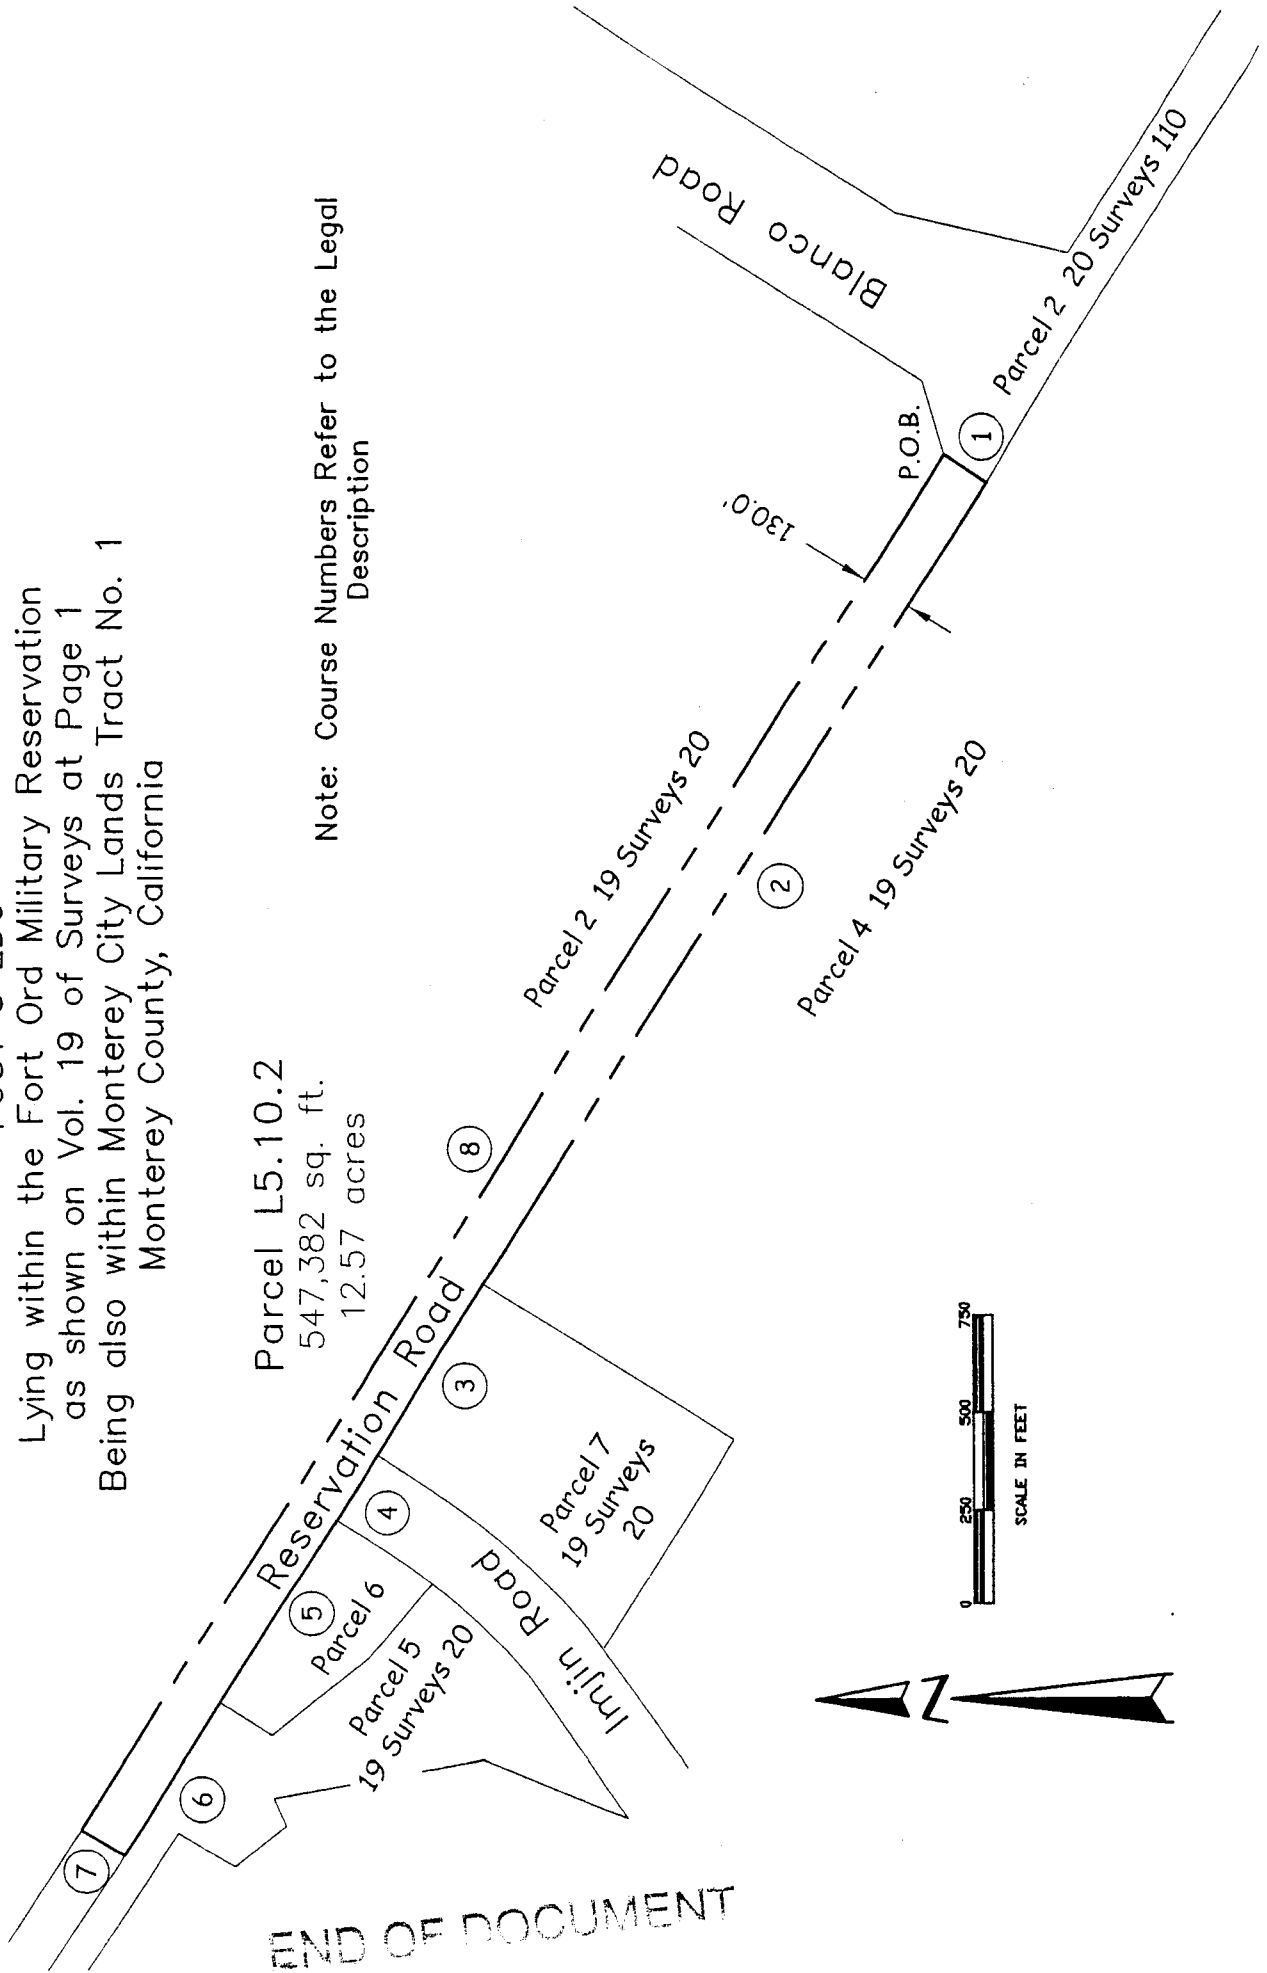 Lying within the Fort Ord Military Reservation
as shown on Vol. 19 of Surveys at Page 1
Being also within Monterey City Lands Tract No. 1
Monterey County, California
Parcel L5.10.2
547,382 sq. ft.
12.57 acres
Note: Course Numbers Refer to the Legal
Description
7
6
5
4
3
8
2
1
Reservation Road
Parcel 6
Parcel 5
19 Surveys 20
Imjin Road
Parcel 7
19 Surveys
20
Parcel 2 19 Surveys 20
Parcel 4 19 Surveys 20
130.0'
P.O.B.
Blanco Road
Parcel 2 20 Surveys 110
N
0 250 500 750
SCALE IN FEET
END OF DOCUMENT